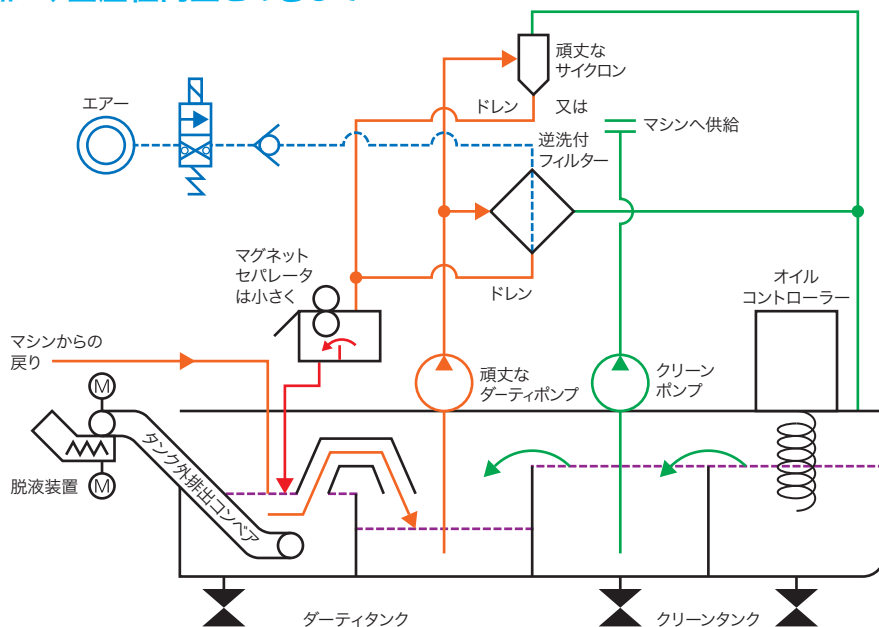 頑丈な
サイクロン
エアー
ドレン
又は
マシンへ供給
逆洗付
フィルター
マグネット
セパレータ
は小さく
ドレン
オイル
コントローラー
マシンからの
戻り
頑丈な
ダーティポンプ
クリーン
ポンプ
M
タンク外排出コンベア
脱液装置
M
ダーティタンク
クリーンタンク